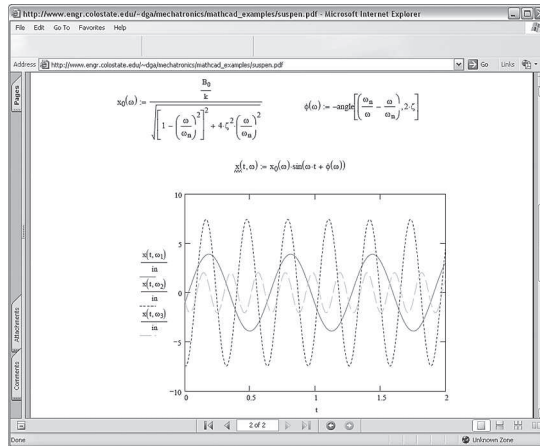 http://www.engr.colostate.edu/~dga/mechatronics/mathcad_examples/suspen.pdf - Microsoft Internet Explorer
File Edit Go To Favorites Help
Address http://www.engr.colostate.edu/~dga/mechatronics/mathcad_examples/suspen.pdf Go Links
Pages
x₀(ω) := B₀/k / √([1 − (ω/ωₙ)²]² + 4·ζ²·(ω/ωₙ)²)
ϕ(ω) := −angle[(ωₙ/ω − ω/ωₙ), 2·ζ]
x(t, ω) := x₀(ω)·sin(ω·t + ϕ(ω))
10
5
0
−5
−10
x(t, ω₁)
in
x(t, ω₂)
in
x(t, ω₃)
in
0 0.5 1 1.5 2
t
Attachments
Comments
2 of 2
Done Unknown Zone